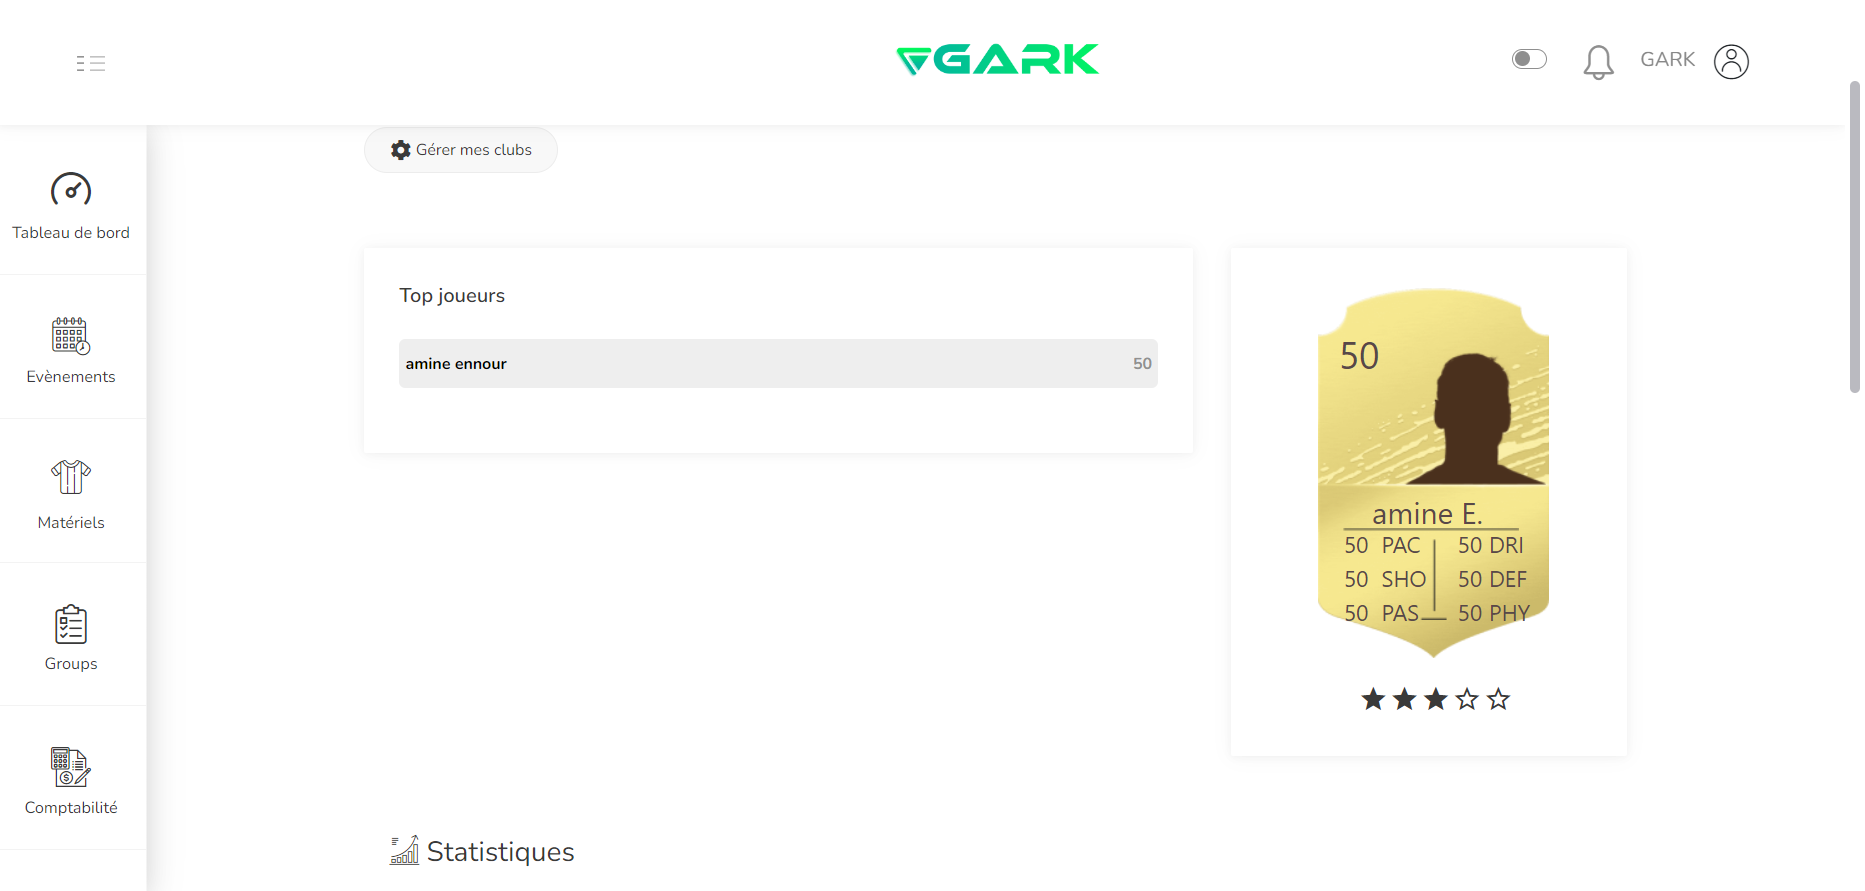 GARK
GARK
Gérer mes clubs
Tableau de bord
Evènements
Matériels
Groups
Comptabilité
Top joueurs
amine ennour 50
50
amine E.
50 PAC 50 DRI
50 SHO 50 DEF
50 PAS 50 PHY
Statistiques